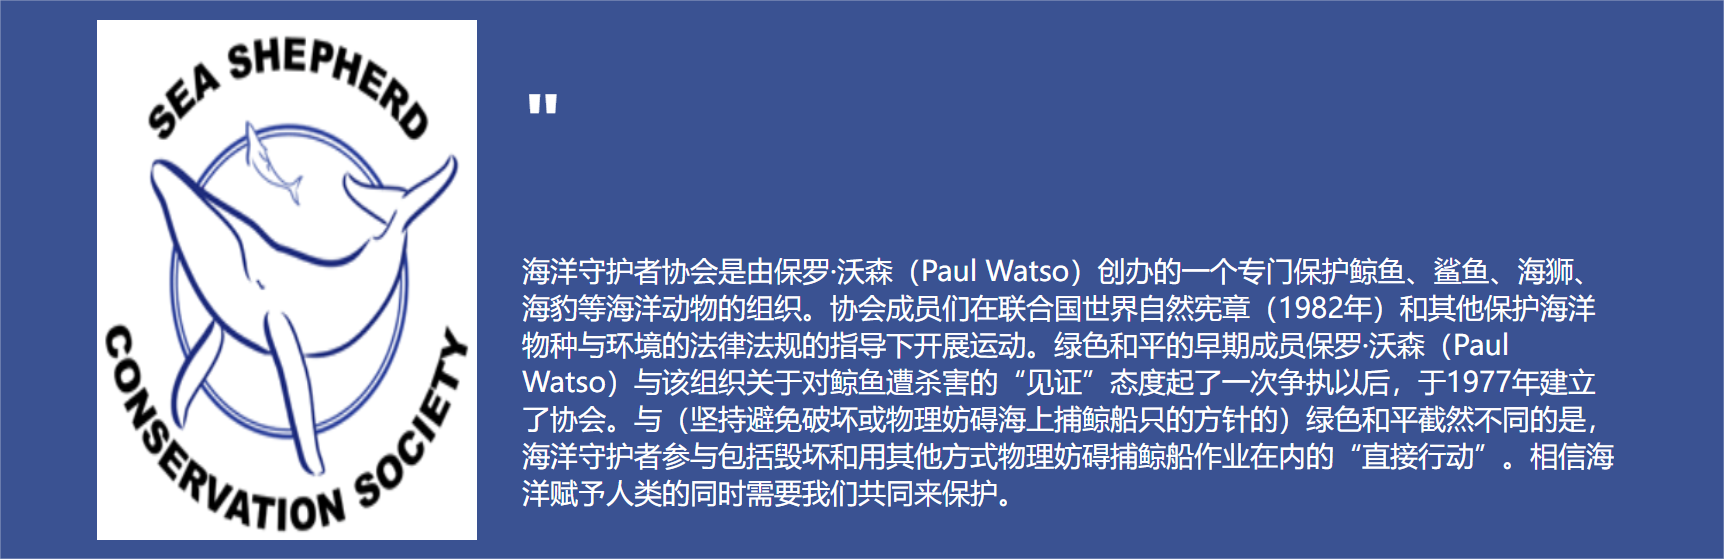 SEA SHEPHERD
CONSERVATION SOCIETY
"
海洋守护者协会是由保罗·沃森（Paul Watso）创办的一个专门保护鲸鱼、鲨鱼、海狮、
海豹等海洋动物的组织。协会成员们在联合国世界自然宪章（1982年）和其他保护海洋
物种与环境的法律法规的指导下开展运动。绿色和平的早期成员保罗·沃森（Paul
Watso）与该组织关于对鲸鱼遭杀害的“见证”态度起了一次争执以后，于1977年建立
了协会。与（坚持避免破坏或物理妨碍海上捕鲸船只的方针的）绿色和平截然不同的是，
海洋守护者参与包括毁坏和用其他方式物理妨碍捕鲸船作业在内的“直接行动”。相信海
洋赋予人类的同时需要我们共同来保护。